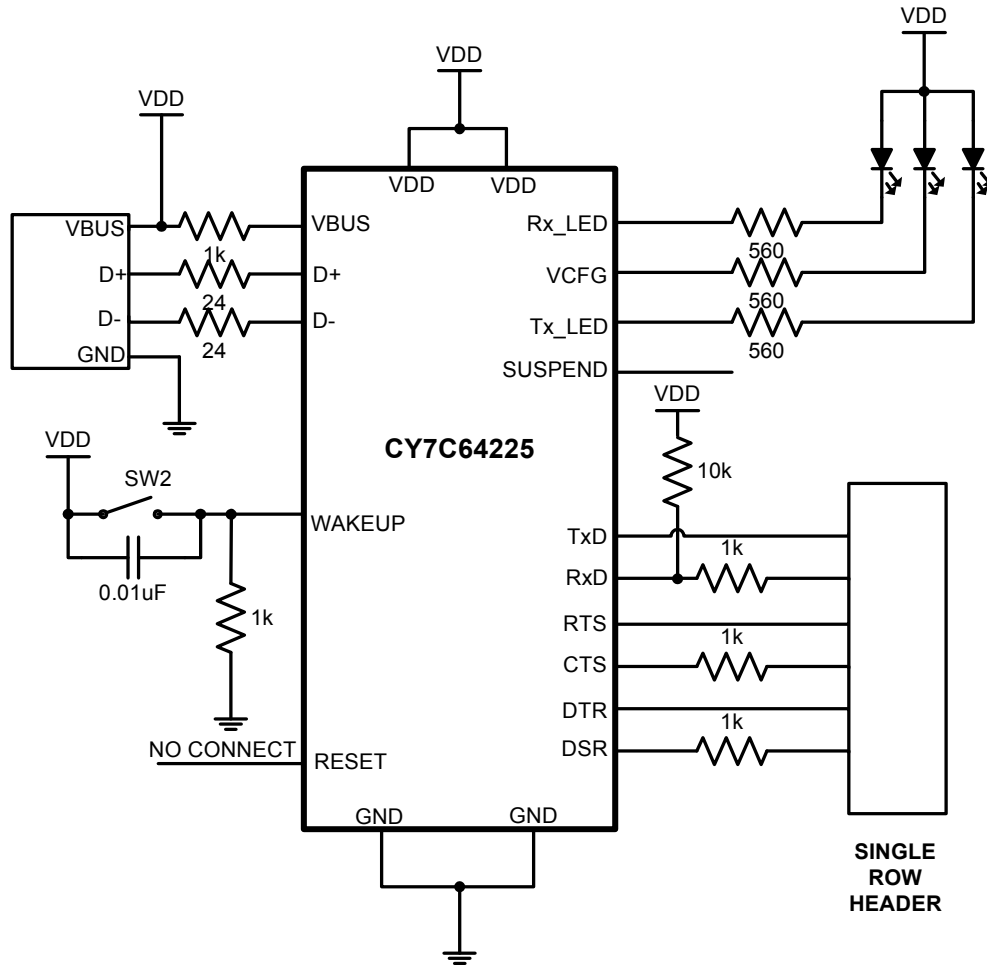 VDD
VDD
VDD
VDD
VDD
VBUS
1k
VBUS
Rx_LED
560
D+
24
D+
VCFG
560
D-
24
D-
Tx_LED
560
GND
SUSPEND
VDD
VDD
CY7C64225
10k
SW2
WAKEUP
0.01uF
1k
TxD
RxD
1k
RTS
CTS
1k
DTR
DSR
1k
NO CONNECT
RESET
GND
GND
SINGLE
ROW
HEADER